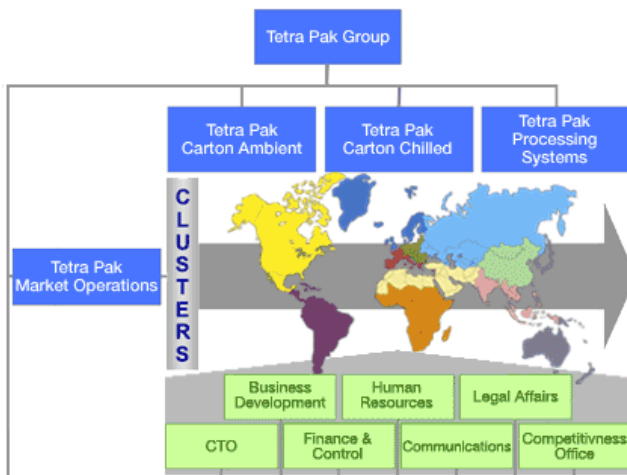 Tetra Pak Group
Tetra Pak
Carton Ambient
Tetra Pak
Carton Chilled
Tetra Pak
Processing
Systems
CLUSTERS
Tetra Pak
Market Operations
Business
Development
Human
Resources
Legal Affairs
CTO
Finance &
Control
Communications
Competitivness
Office